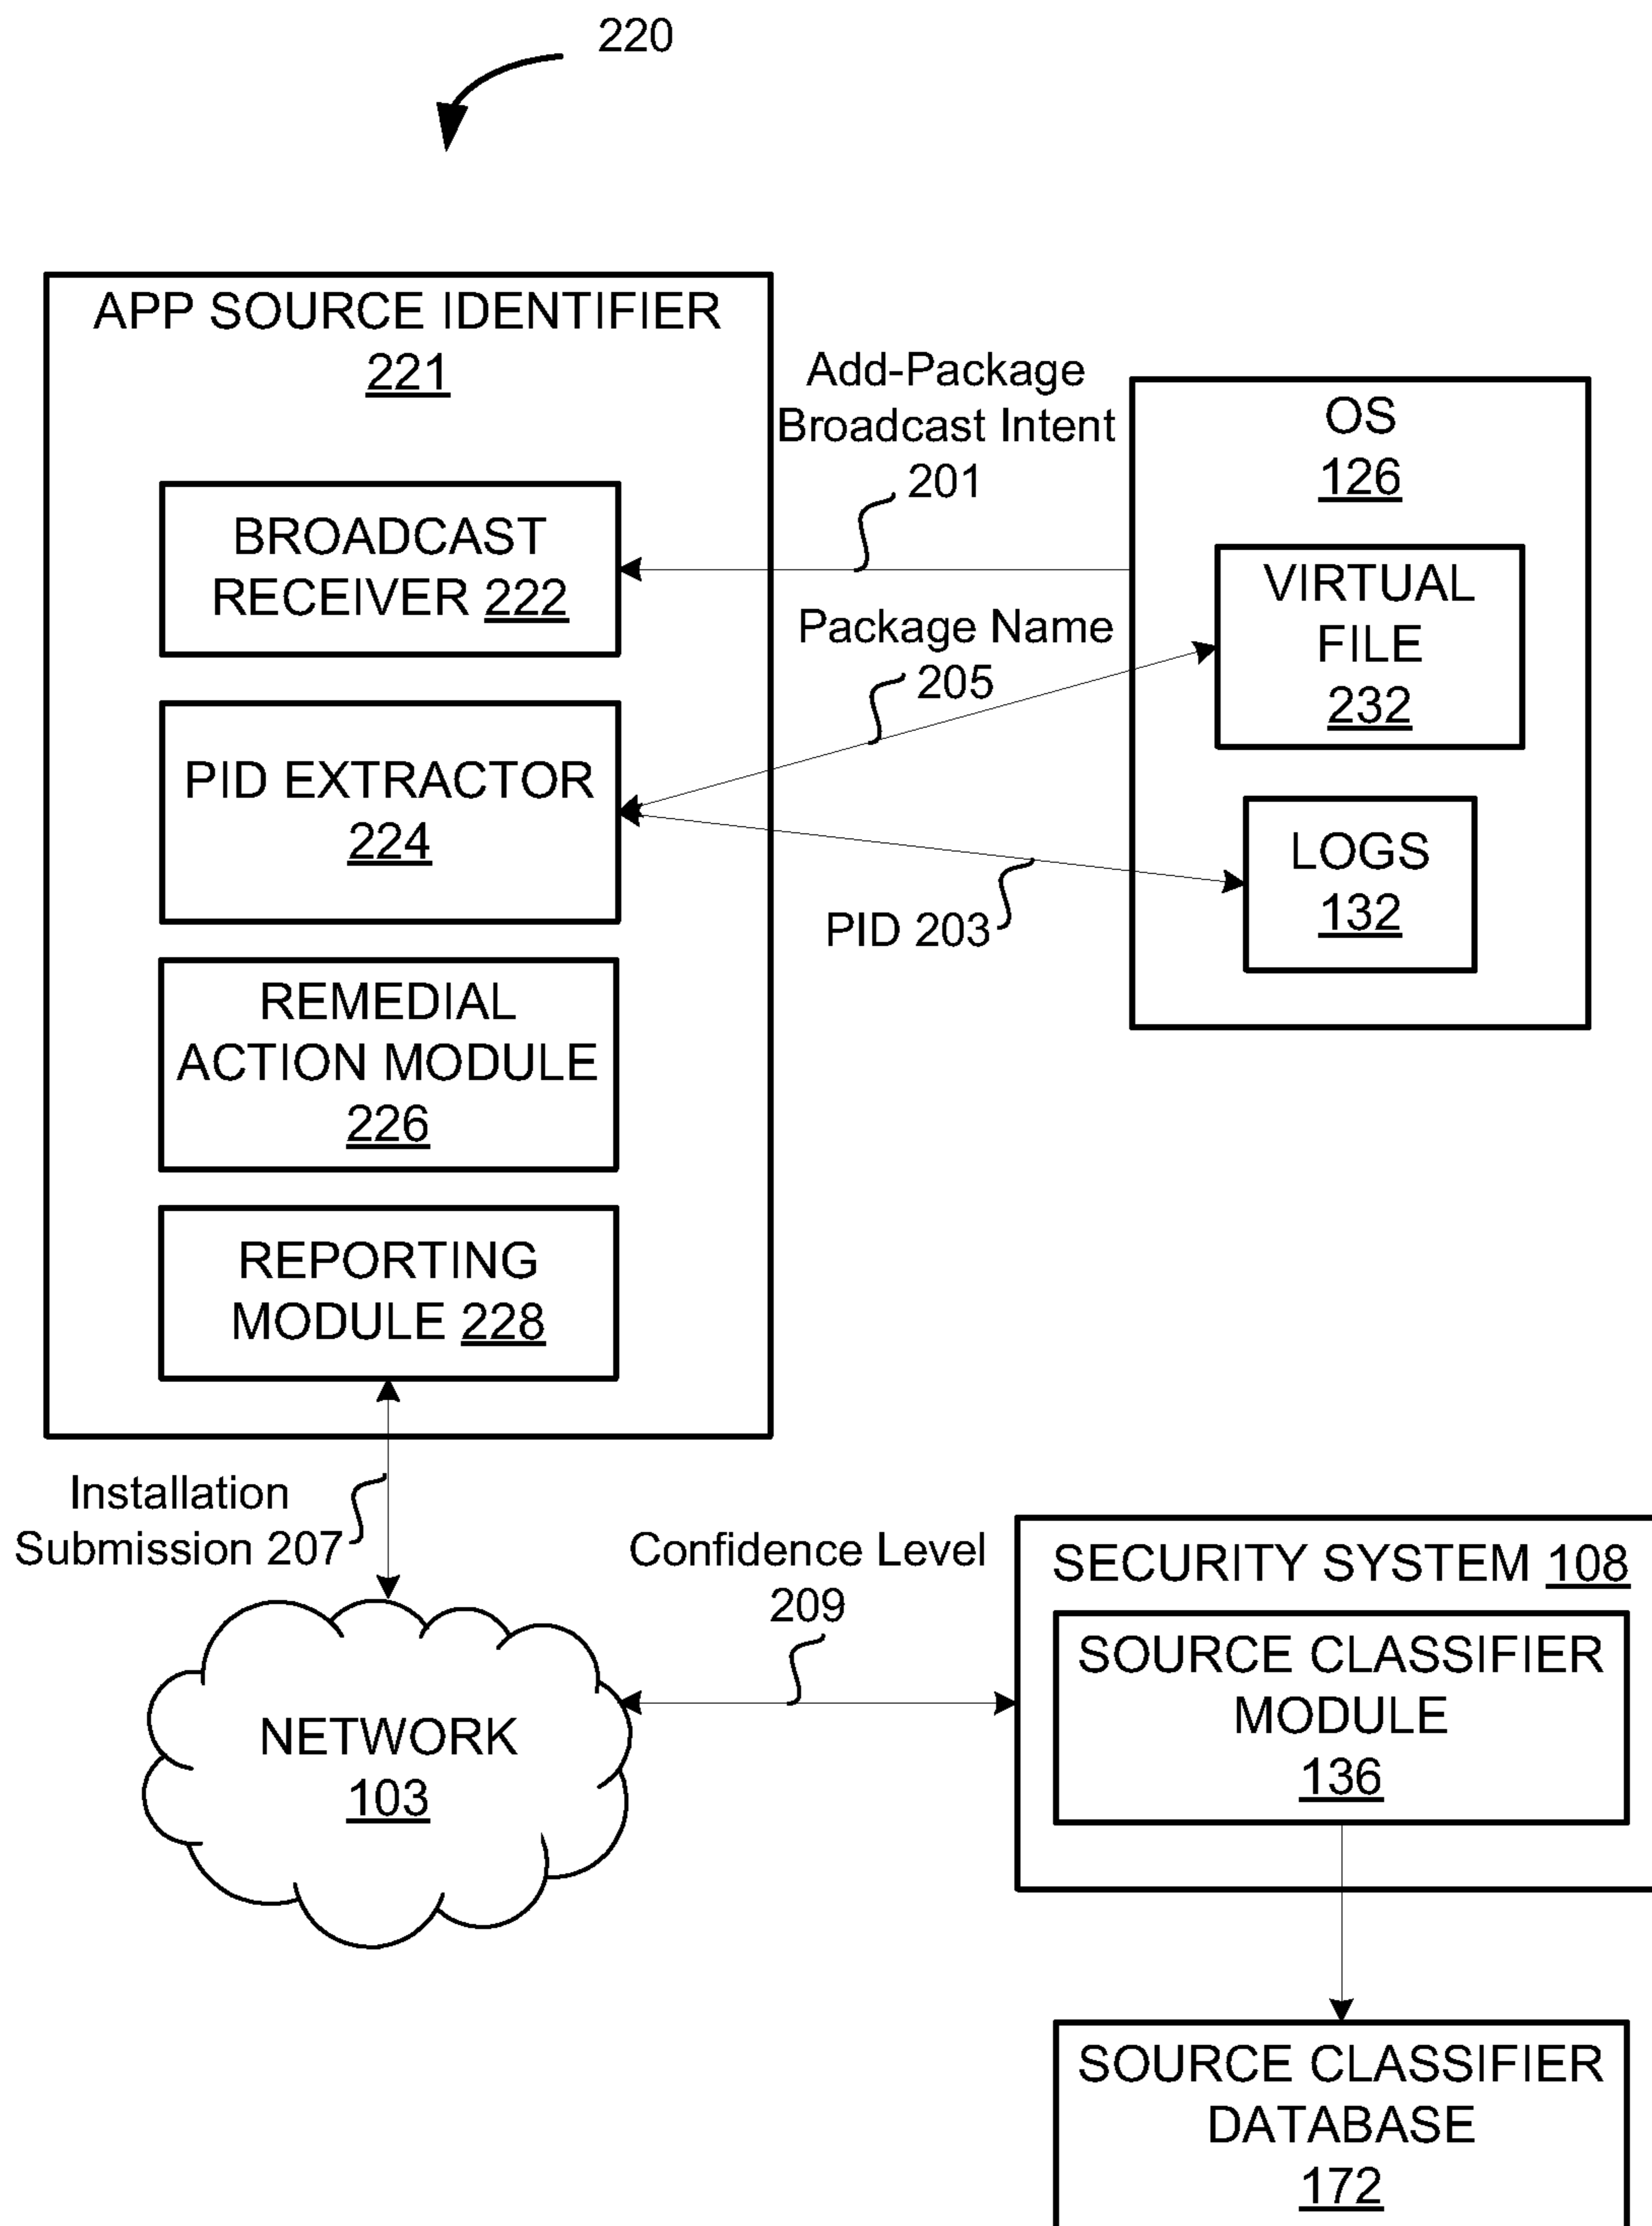 220
APP SOURCE IDENTIFIER
221
BROADCAST
RECEIVER 222
PID EXTRACTOR
224
REMEDIAL
ACTION MODULE
226
REPORTING
MODULE 228
Add-Package
Broadcast Intent
201
Package Name
205
PID 203
OS
126
VIRTUAL
FILE
232
LOGS
132
Installation
Submission 207
NETWORK
103
Confidence Level
209
SECURITY SYSTEM 108
SOURCE CLASSIFIER
MODULE
136
SOURCE CLASSIFIER
DATABASE
172